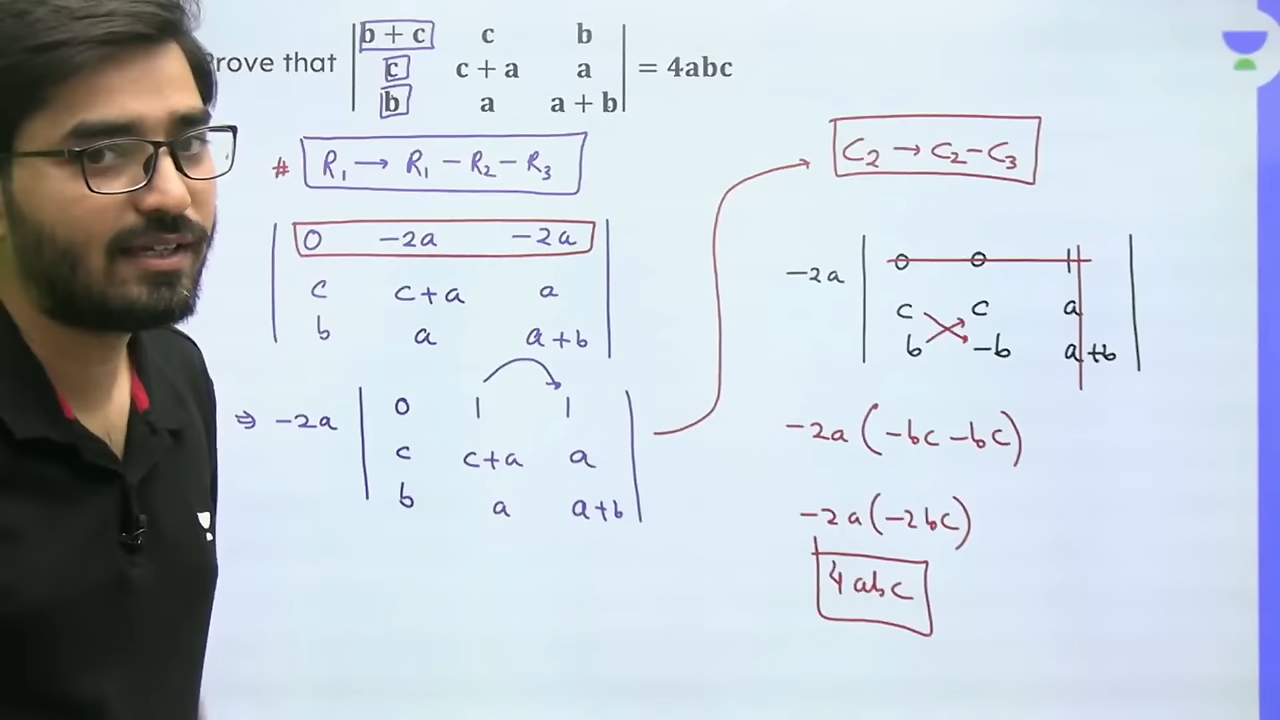 rove that | b + c c b |
| c c + a a | = 4abc
| b a a + b |
# R₁ → R₁ − R₂ − R₃
| 0 −2a −2a |
| c c+a a |
| b a a+b |
⇒ −2a | 0 1 1 |
| c c+a a |
| b a a+b |
C₂ → C₂−C₃
−2a | 0 0 1 |
| c c a |
| b −b a+b |
−2a (−bc −bc)
−2a(−2bc)
4abc